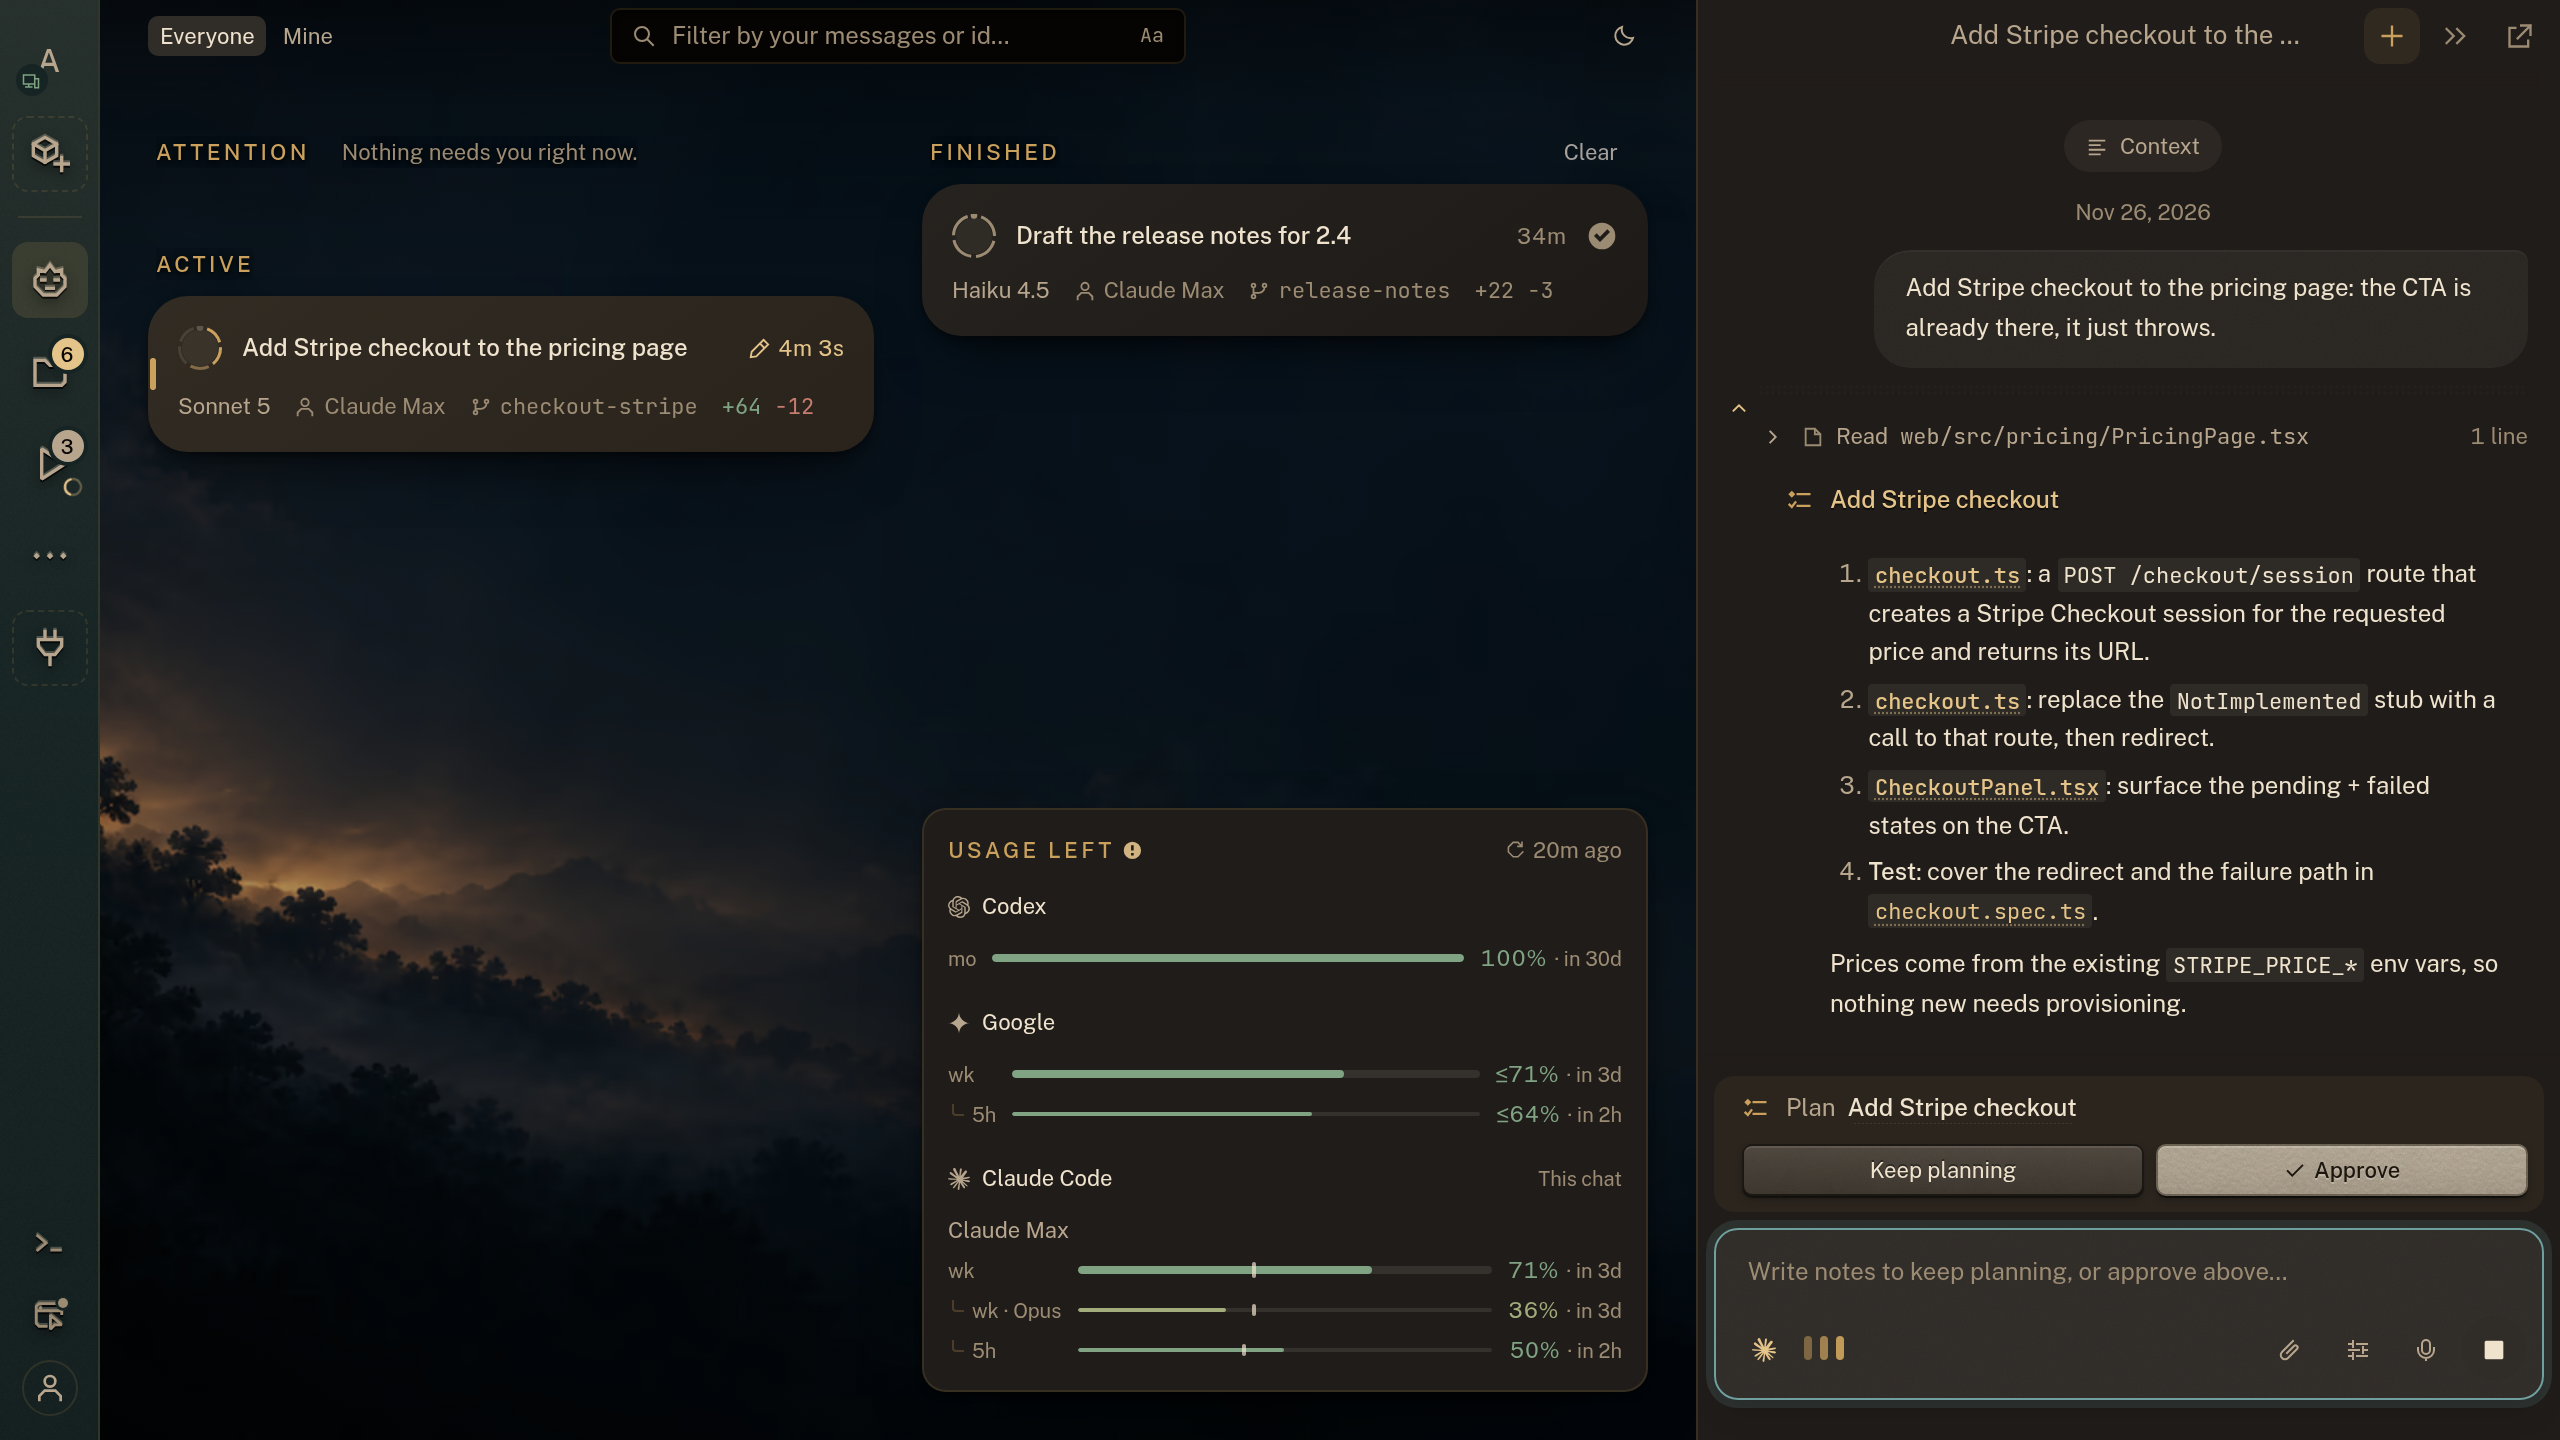 A
6
3
Everyone
Mine
Filter by your messages or id...
Aa
ATTENTION
Nothing needs you right now.
ACTIVE
Add Stripe checkout to the pricing page
4m 3s
Sonnet 5
Claude Max
checkout-stripe
+64 -12
FINISHED
Clear
Draft the release notes for 2.4
34m
Haiku 4.5
Claude Max
release-notes
+22 -3
USAGE LEFT
20m ago
Codex
mo
100% · in 30d
Google
wk
≤71% · in 3d
5h
≤64% · in 2h
Claude Code
This chat
Claude Max
wk
71% · in 3d
wk · Opus
36% · in 3d
5h
50% · in 2h
Add Stripe checkout to the ...
Context
Nov 26, 2026
Add Stripe checkout to the pricing page: the CTA is
already there, it just throws.
Read web/src/pricing/PricingPage.tsx
1 line
Add Stripe checkout
1. checkout.ts: a POST /checkout/session route that
creates a Stripe Checkout session for the requested
price and returns its URL.
2. checkout.ts: replace the NotImplemented stub with a
call to that route, then redirect.
3. CheckoutPanel.tsx: surface the pending + failed
states on the CTA.
4. Test: cover the redirect and the failure path in
checkout.spec.ts.
Prices come from the existing STRIPE_PRICE_* env vars, so
nothing new needs provisioning.
Plan Add Stripe checkout
Keep planning
Approve
Write notes to keep planning, or approve above...